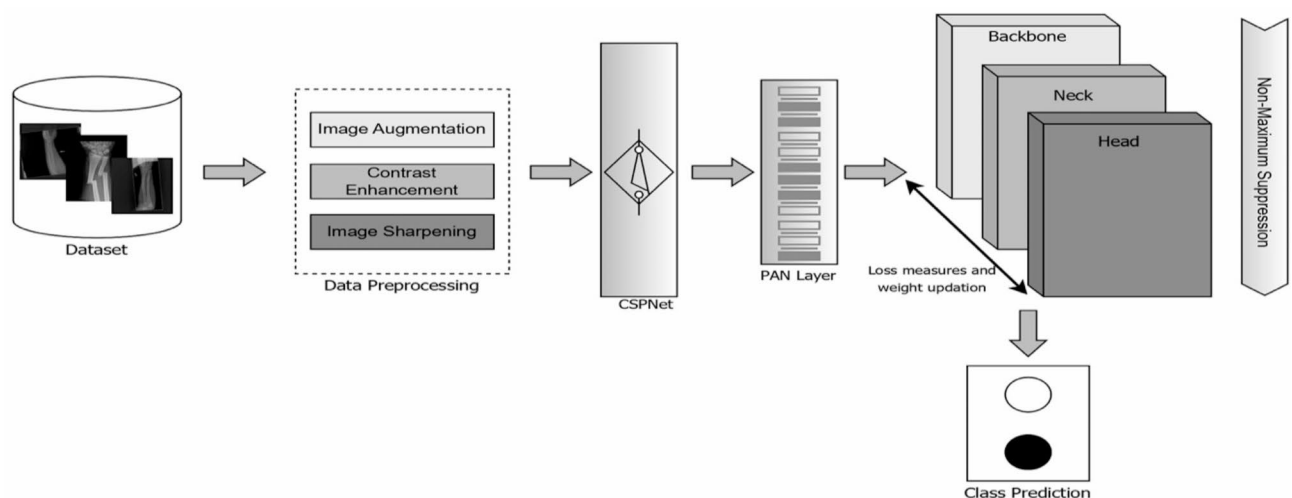 Dataset
Image Augmentation
Contrast
Enhancement
Image Sharpening
Data Preprocessing
CSPNet
PAN Layer
Backbone
Neck
Head
Loss measures and
weight updation
Non-Maximum Suppression
Class Prediction